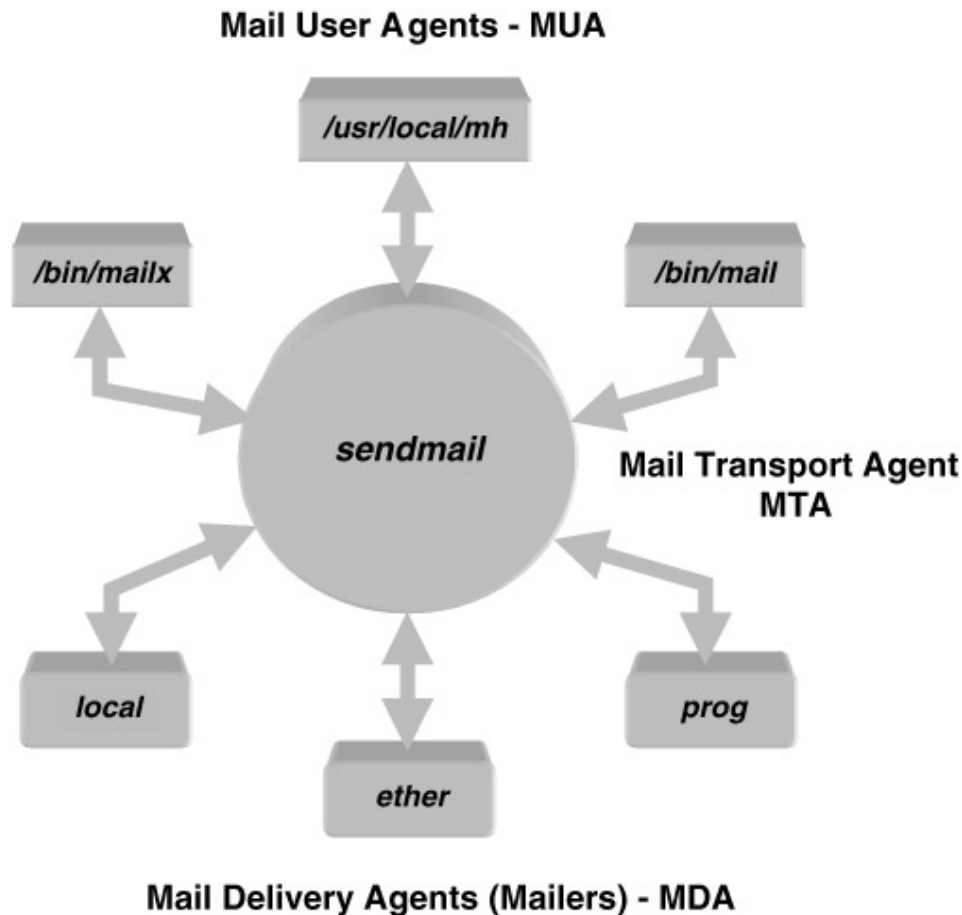 Mail User Agents - MUA
/usr/local/mh
/bin/mailx
/bin/mail
sendmail
Mail Transport Agent
MTA
local
prog
ether
Mail Delivery Agents (Mailers) - MDA